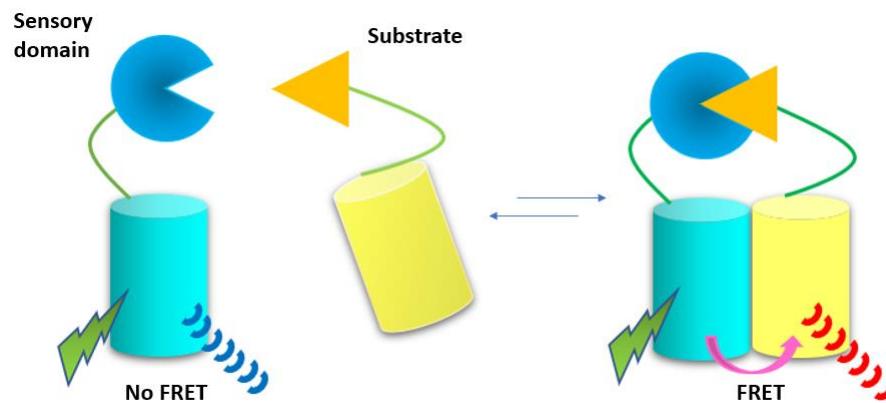 Sensory
domain
Substrate
No FRET
FRET